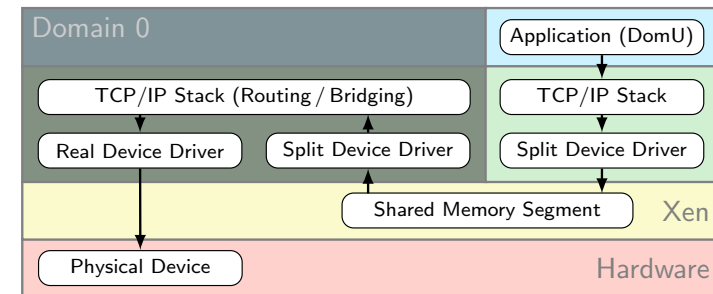 Domain 0
Application (DomU)
TCP/IP Stack (Routing / Bridging)
TCP/IP Stack
Real Device Driver
Split Device Driver
Split Device Driver
Shared Memory Segment
Xen
Physical Device
Hardware